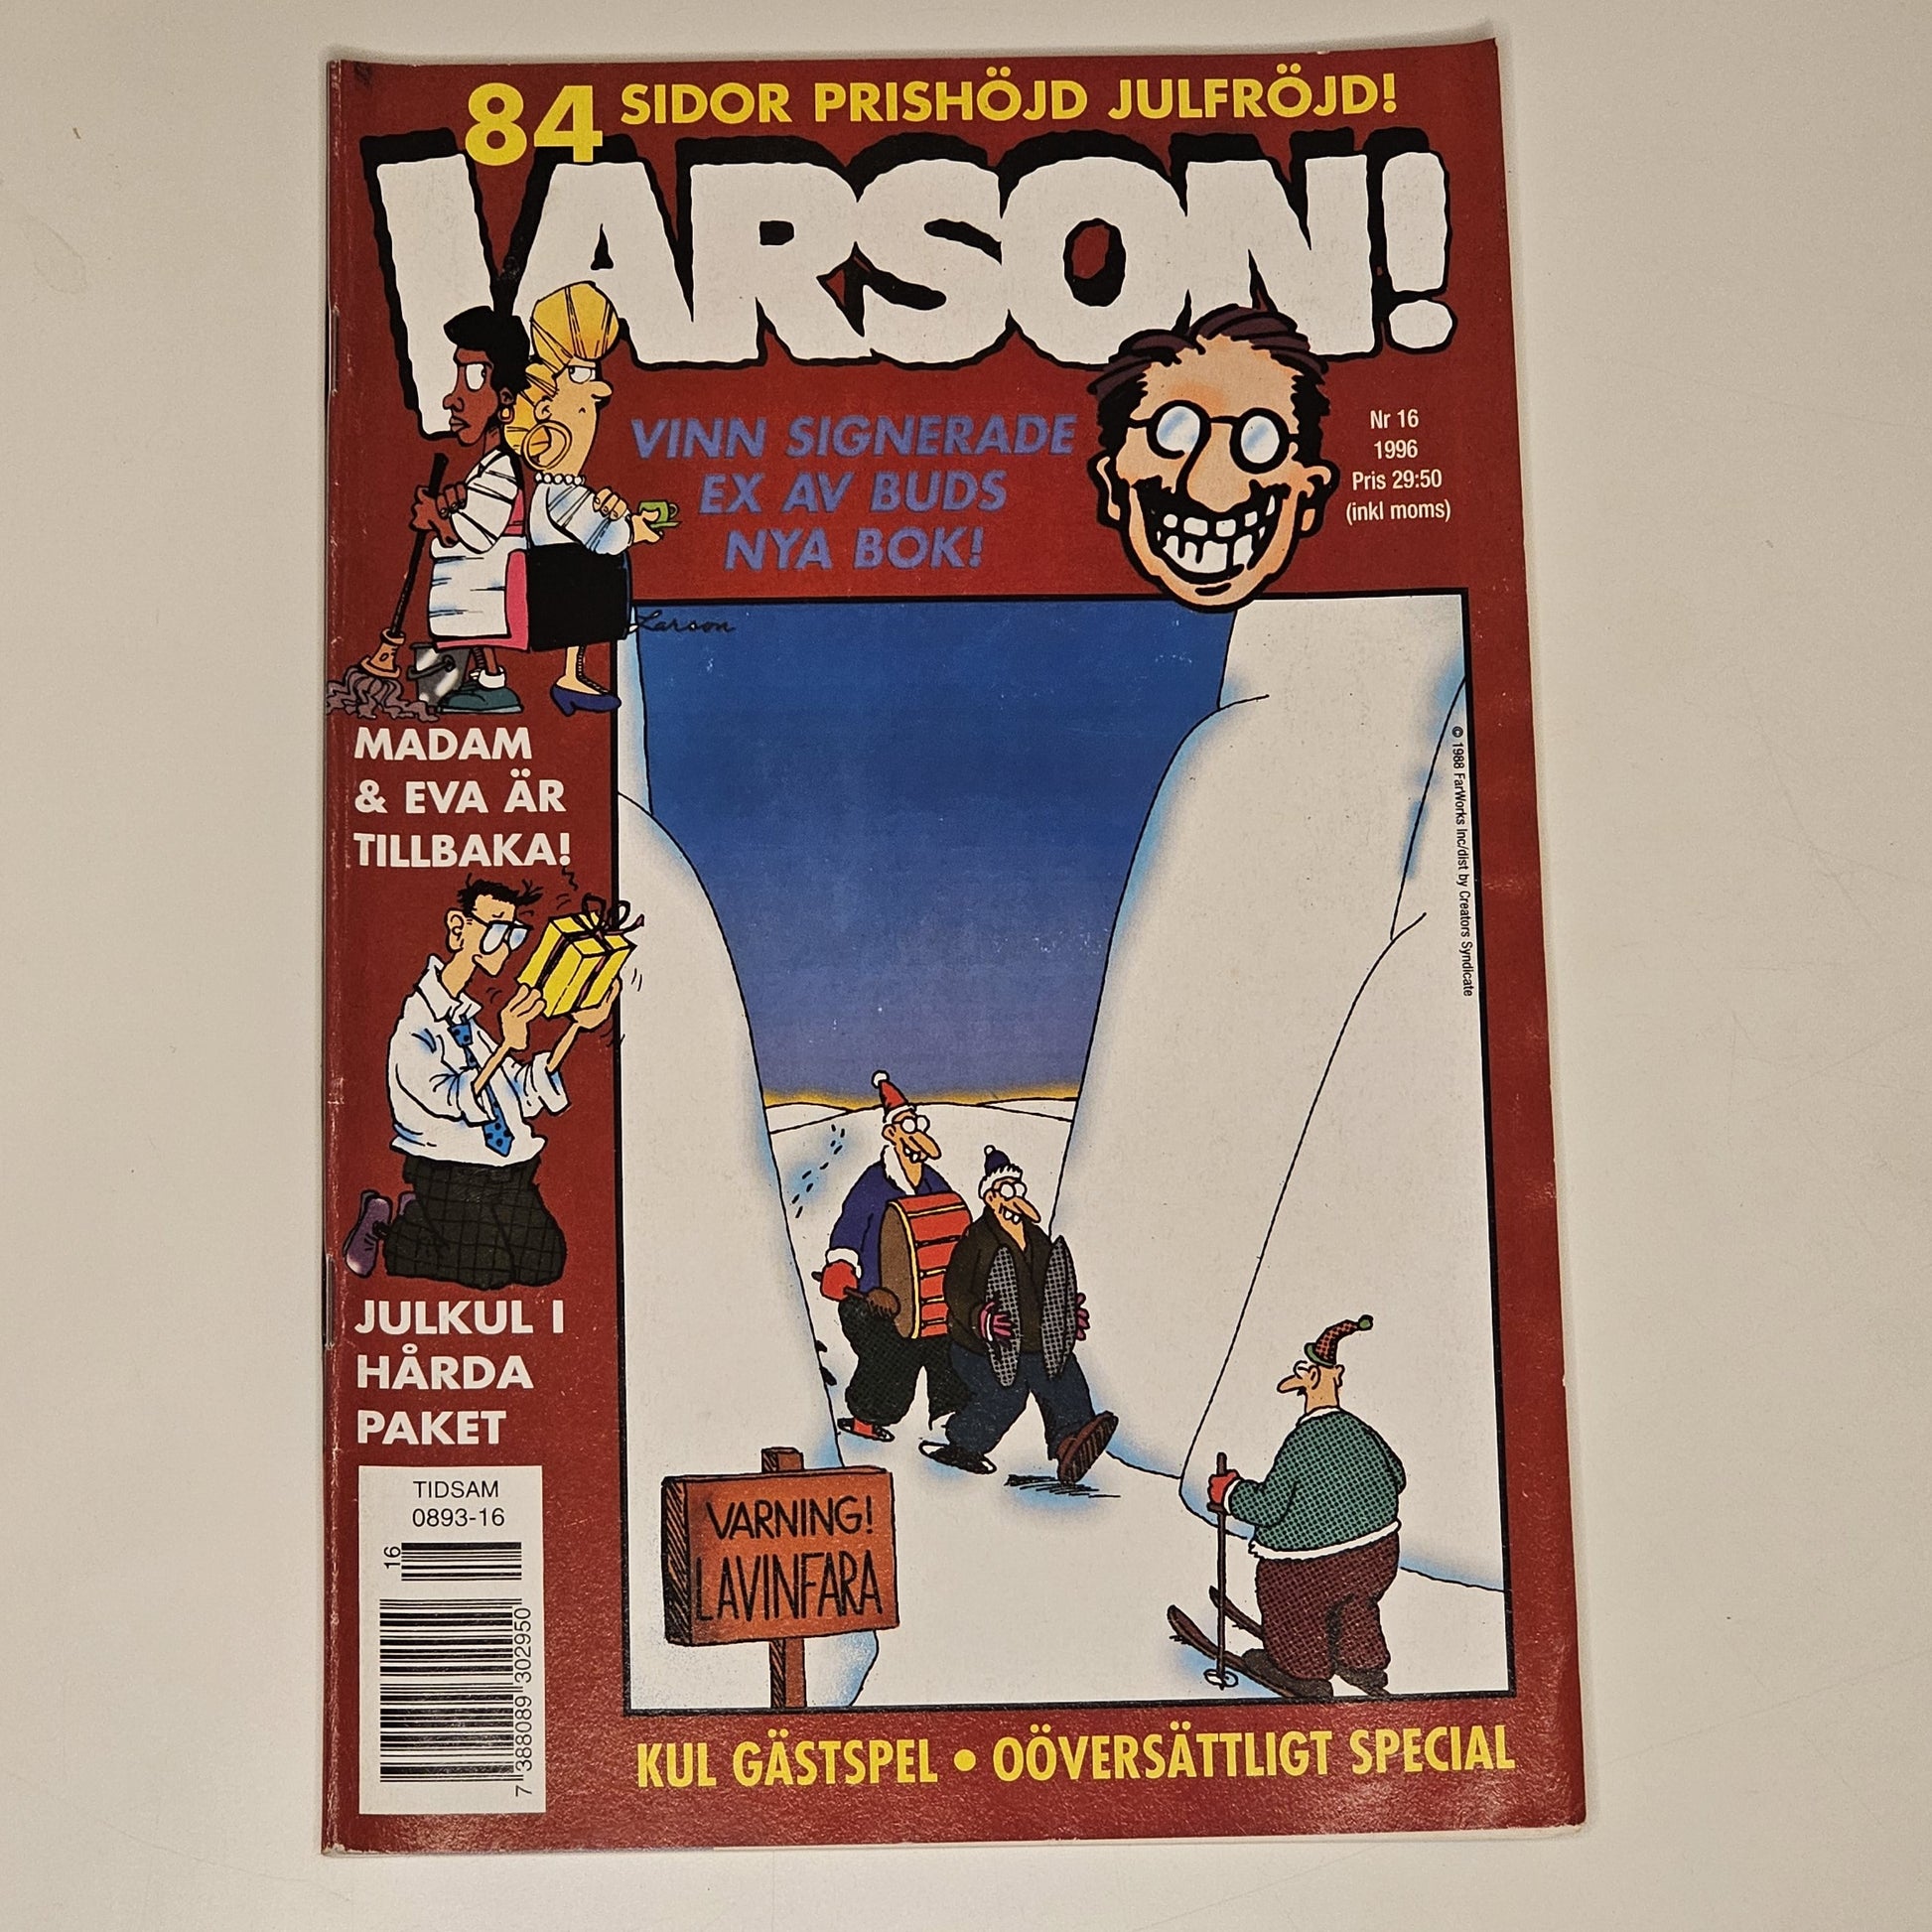 84 SIDOR PRISHÖJD JULFRÖJD!
LARSON!
VINN SIGNERADE
EX AV BUDS
NYA BOK!
Nr 16
1996
Pris 29:50
(inkl moms)
Larson
MADAM
& EVA ÄR
TILLBAKA!
© 1988 FarWorks Inc/dist by Creators Syndicate
JULKUL I
HÅRDA
PAKET
VARNING!
LAVINFARA
TIDSAM
0893-16
16
7 388089 302950
KUL GÄSTSPEL • OÖVERSÄTTLIGT SPECIAL